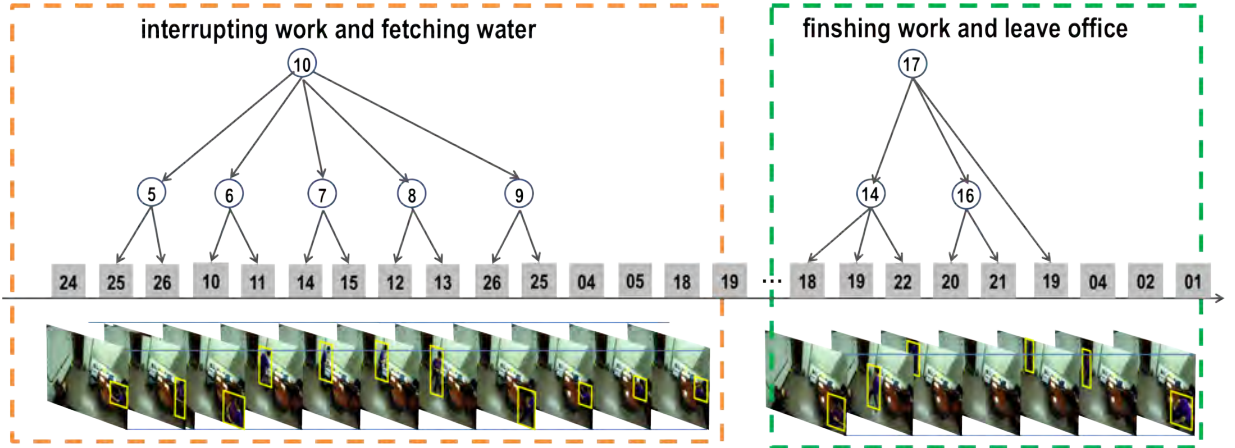 interrupting work and fetching water
finshing work and leave office
10
17
5 6 7 8 9
14 16
24 25 26 10 11 14 15 12 13 26 25 04 05 18 19 ... 18 19 22 20 21 19 04 02 01